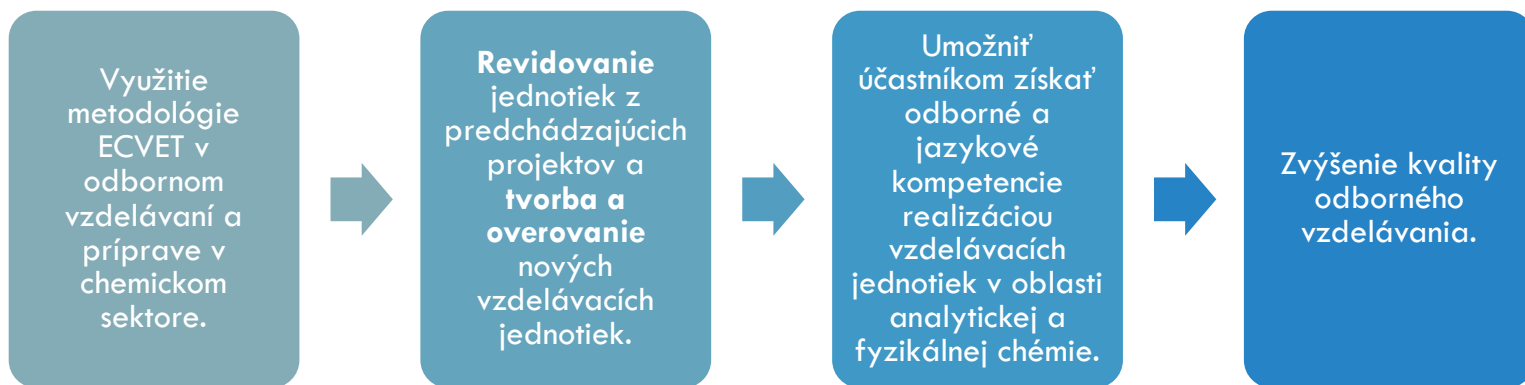 Využitie
metodológie
ECVET v
odbornom
vzdelávaní a
príprave v
chemickom
sektore.
Revidovanie
jednotiek z
predchádzajúcich
projektov a
tvorba a
overovanie
nových
vzdelávacích
jednotiek.
Umožniť
účastníkom získať
odborné a
jazykové
kompetencie
realizáciou
vzdelávacích
jednotiek v oblasti
analytickej a
fyzikálnej chémie.
Zvýšenie kvality
odborného
vzdelávania.